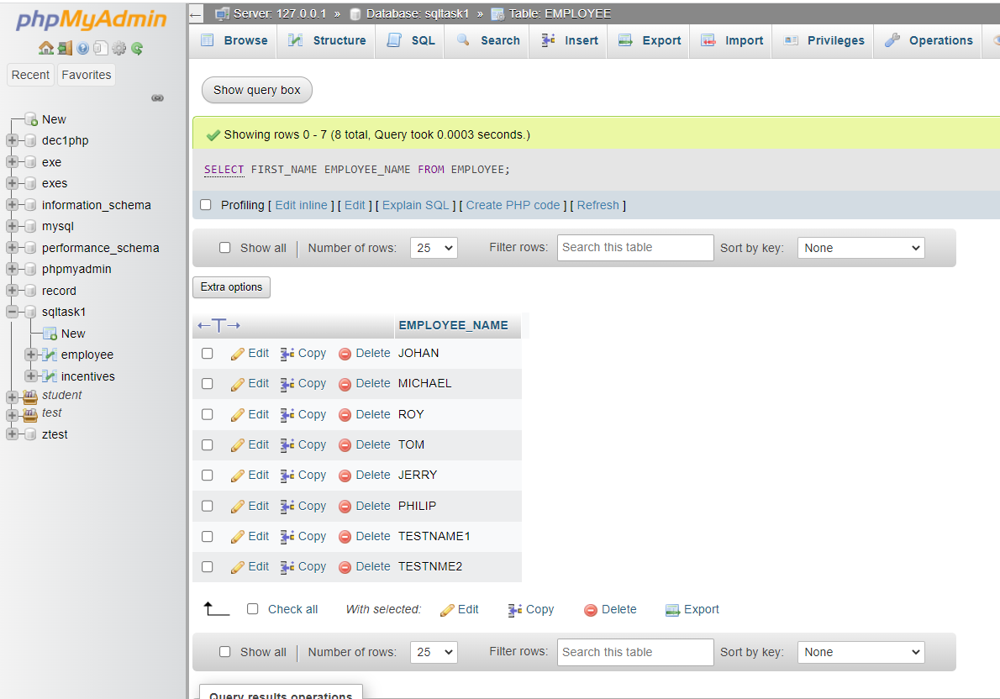 phpMyAdmin
Recent Favorites
New
dec1php
exe
exes
information_schema
mysql
performance_schema
phpmyadmin
record
sqltask1
New
employee
incentives
student
test
ztest
Server: 127.0.0.1 » Database: sqltask1 » Table: EMPLOYEE
Browse Structure SQL Search Insert Export Import Privileges Operations
Show query box
Showing rows 0 - 7 (8 total, Query took 0.0003 seconds.)
SELECT FIRST_NAME EMPLOYEE_NAME FROM EMPLOYEE;
Profiling [ Edit inline ] [ Edit ] [ Explain SQL ] [ Create PHP code ] [ Refresh ]
Show all Number of rows: 25 Filter rows: Search this table Sort by key: None
Extra options
←T→ EMPLOYEE_NAME
Edit Copy Delete JOHAN
Edit Copy Delete MICHAEL
Edit Copy Delete ROY
Edit Copy Delete TOM
Edit Copy Delete JERRY
Edit Copy Delete PHILIP
Edit Copy Delete TESTNAME1
Edit Copy Delete TESTNME2
Check all With selected: Edit Copy Delete Export
Show all Number of rows: 25 Filter rows: Search this table Sort by key: None
Query results operations